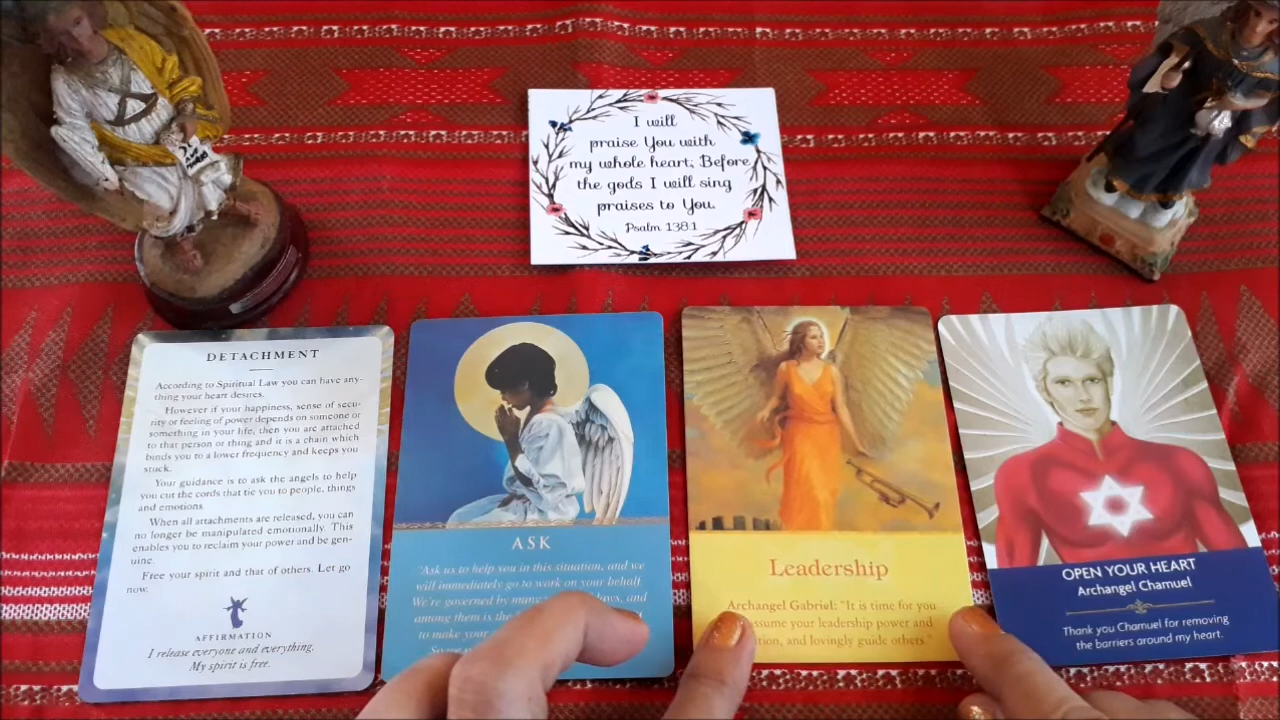 I will
praise You with
my whole heart; Before
the gods I will sing
praises to You.
Psalm 138:1
DETACHMENT
According to Spiritual Law you can have any-
thing your heart desires.
However if your happiness, sense of secu-
rity or feeling of power depends on someone or
something in your life, then you are attached
to that person or thing and it is a chain which
binds you to a lower frequency and keeps you
stuck.
Your guidance is to ask the angels to help
you cut the cords that tie you to people, things
and emotions.
When all attachments are released, you can
no longer be manipulated emotionally. This
enables you to reclaim your power and be gen-
uine.
Free your spirit and that of others. Let go
now.
AFFIRMATION
I release everyone and everything.
My spirit is free.
ASK
"Ask us to help you in this situation, and we
will immediately go to work on your behalf.
We're governed by many laws, and
among them is the
to make your
Leadership
Archangel Gabriel: "It is time for you
assume your leadership power and
and lovingly guide others."
OPEN YOUR HEART
Archangel Chamuel
Thank you Chamuel for removing
the barriers around my heart.